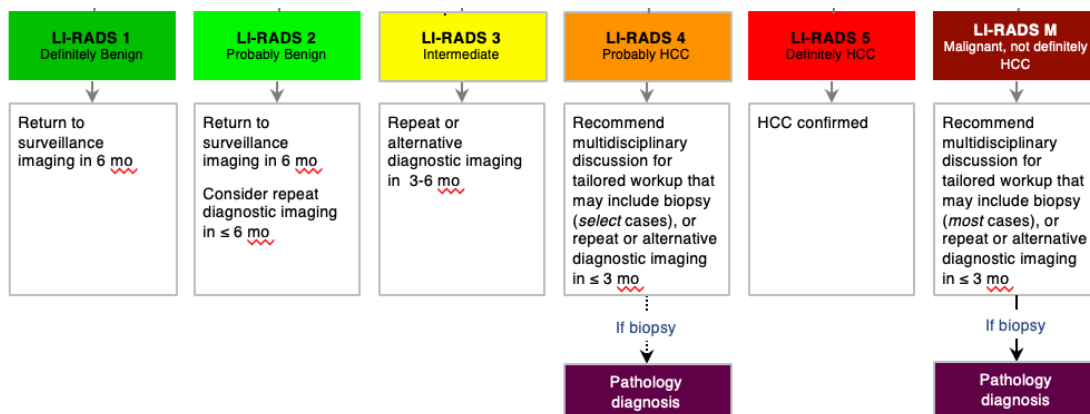 LI-RADS 1
Definitely Benign
Return to
surveillance
imaging in 6 mo
LI-RADS 2
Probably Benign
Return to
surveillance
imaging in 6 mo
Consider repeat
diagnostic imaging
in ≤ 6 mo
LI-RADS 3
Intermediate
Repeat or
alternative
diagnostic imaging
in 3-6 mo
LI-RADS 4
Probably HCC
Recommend
multidisciplinary
discussion for
tailored workup that
may include biopsy
(select cases), or
repeat or alternative
diagnostic imaging
in ≤ 3 mo
If biopsy
Pathology
diagnosis
LI-RADS 5
Definitely HCC
HCC confirmed
LI-RADS M
Malignant, not definitely
HCC
Recommend
multidisciplinary
discussion for
tailored workup that
may include biopsy
(most cases), or
repeat or alternative
diagnostic imaging
in ≤ 3 mo
If biopsy
Pathology
diagnosis